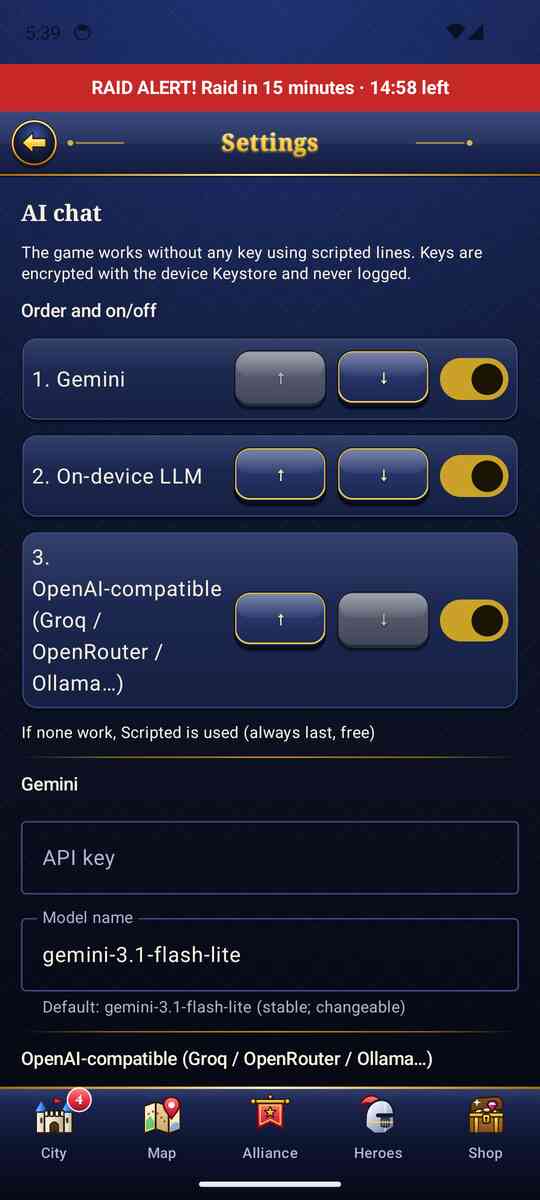 5:39
RAID ALERT! Raid in 15 minutes · 14:58 left
Settings
AI chat
The game works without any key using scripted lines. Keys are
encrypted with the device Keystore and never logged.
Order and on/off
1. Gemini ↑ ↓
2. On-device LLM ↑ ↓
3.
OpenAI-compatible
(Groq / ↑ ↓
OpenRouter /
Ollama…)
If none work, Scripted is used (always last, free)
Gemini
API key
Model name
gemini-3.1-flash-lite
Default: gemini-3.1-flash-lite (stable; changeable)
OpenAI-compatible (Groq / OpenRouter / Ollama…)
4
City Map Alliance Heroes Shop